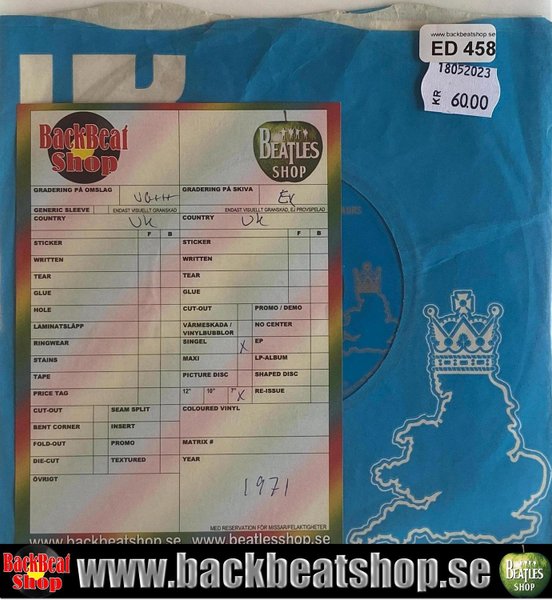 UK
www.backbeatshop.se
ED 458
18052023
KR 60.00
BackBeat Shop
BEATLES SHOP
GRADERING PÅ OMSLAG VG++ GRADERING PÅ SKIVA Ex
GENERIC SLEEVE ENDAST VISUELLT GRANSKAD ENDAST VISUELLT GRANSKAD, EJ PROVSPELAD
COUNTRY UK COUNTRY UK
F B F B
STICKER STICKER
WRITTEN WRITTEN
TEAR TEAR
GLUE GLUE
HOLE CUT-OUT PROMO / DEMO
LAMINATSLÄPP VÄRMESKADA / VINYLBUBBLOR NO CENTER
RINGWEAR SINGEL X EP
STAINS MAXI LP-ALBUM
TAPE PICTURE DISC SHAPED DISC
PRICE TAG 12" 10" 7" X RE-ISSUE
CUT-OUT SEAM SPLIT COLOURED VINYL
BENT CORNER INSERT
FOLD-OUT PROMO MATRIX #
DIE-CUT TEXTURED YEAR
ÖVRIGT 1971
MED RESERVATION FÖR MISSAR/FELAKTIGHETER
www.backbeatshop.se www.beatlesshop.se
BackBeat Shop www.backbeatshop.se BEATLES SHOP